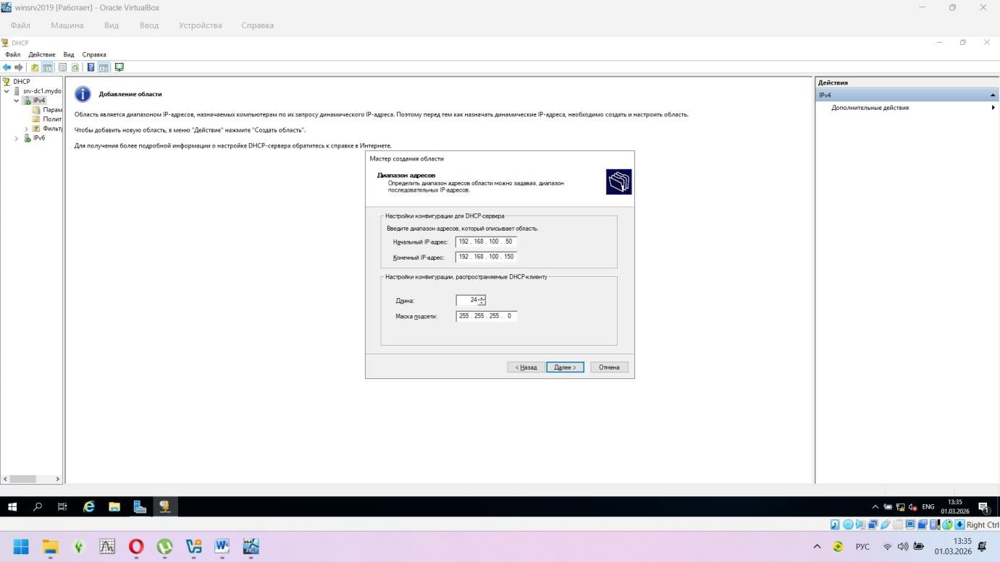 winsrv2019 [Работает] - Oracle VirtualBox
Файл Машина Вид Ввод Устройства Справка
DHCP
Файл Действие Вид Справка
DHCP
srv-dc1.mydo
IPv4
Парам
Полит
Фильтр
IPv6
Добавление области
Область является диапазоном IP-адресов, назначаемых компьютерам по их запросу динамического IP-адреса. Поэтому перед тем как назначать динамические IP-адреса, необходимо создать и настроить область.
Чтобы добавить новую область, в меню "Действие" нажмите "Создать область".
Для получения более подробной информации о настройке DHCP-сервера обратитесь к справке в Интернете.
Мастер создания области
Диапазон адресов
Определить диапазон адресов области можно задавая, диапазон
последовательных IP-адресов.
Настройки конфигурации для DHCP-сервера
Введите диапазон адресов, который описывает область.
Начальный IP-адрес: 192 . 168 . 100 . 50
Конечный IP-адрес: 192 . 168 . 100 . 150
Настройки конфигурации, распространяемые DHCP-клиенту
Длина: 24
Маска подсети: 255 . 255 . 255 . 0
< Назад Далее > Отмена
Действия
IPv4
Дополнительные действия
ENG
13:35
01.03.2026
1
Right Ctrl
W
x64
2019
РУС
13:35
01.03.2026